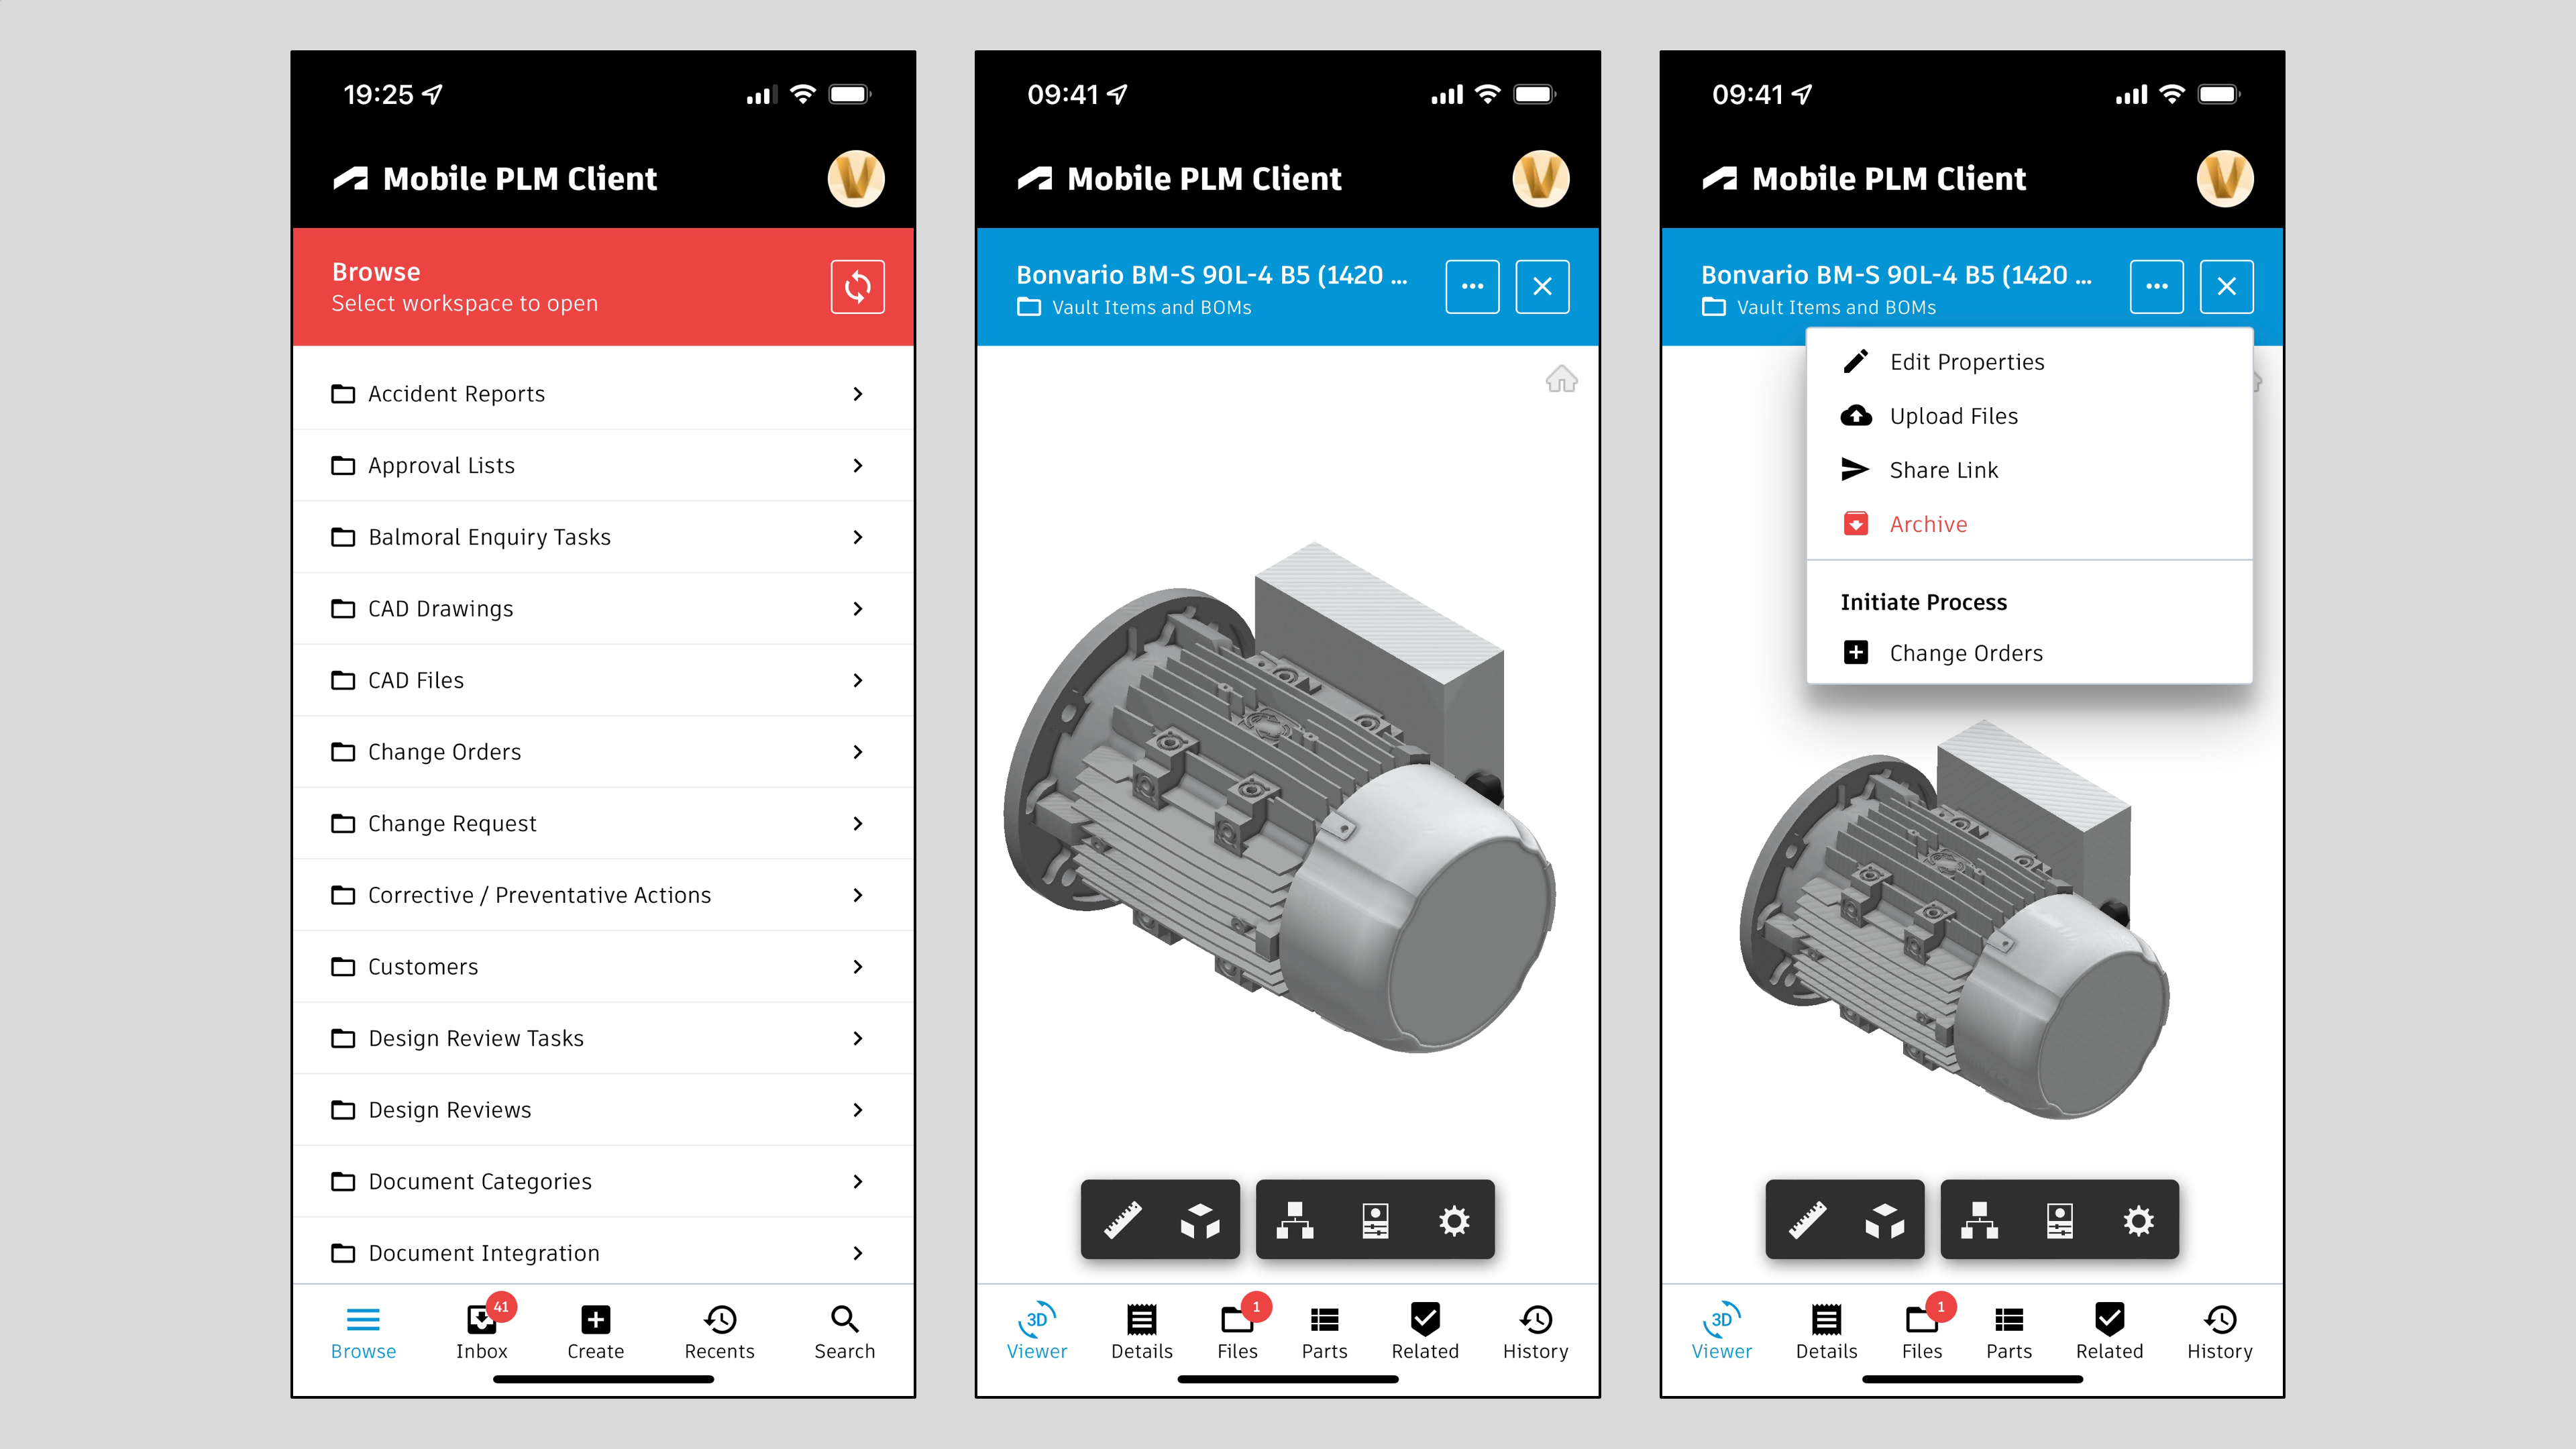 19:25
Mobile PLM Client
V
Browse
Select workspace to open
Accident Reports
Approval Lists
Balmoral Enquiry Tasks
CAD Drawings
CAD Files
Change Orders
Change Request
Corrective / Preventative Actions
Customers
Design Review Tasks
Design Reviews
Document Categories
Document Integration
41
Browse Inbox Create Recents Search
09:41
Mobile PLM Client
V
Bonvario BM-S 90L-4 B5 (1420 ...
Vault Items and BOMs
3D 1
Viewer Details Files Parts Related History
09:41
Mobile PLM Client
V
Bonvario BM-S 90L-4 B5 (1420 ...
Vault Items and BOMs
Edit Properties
Upload Files
Share Link
Archive
Initiate Process
Change Orders
3D 1
Viewer Details Files Parts Related History